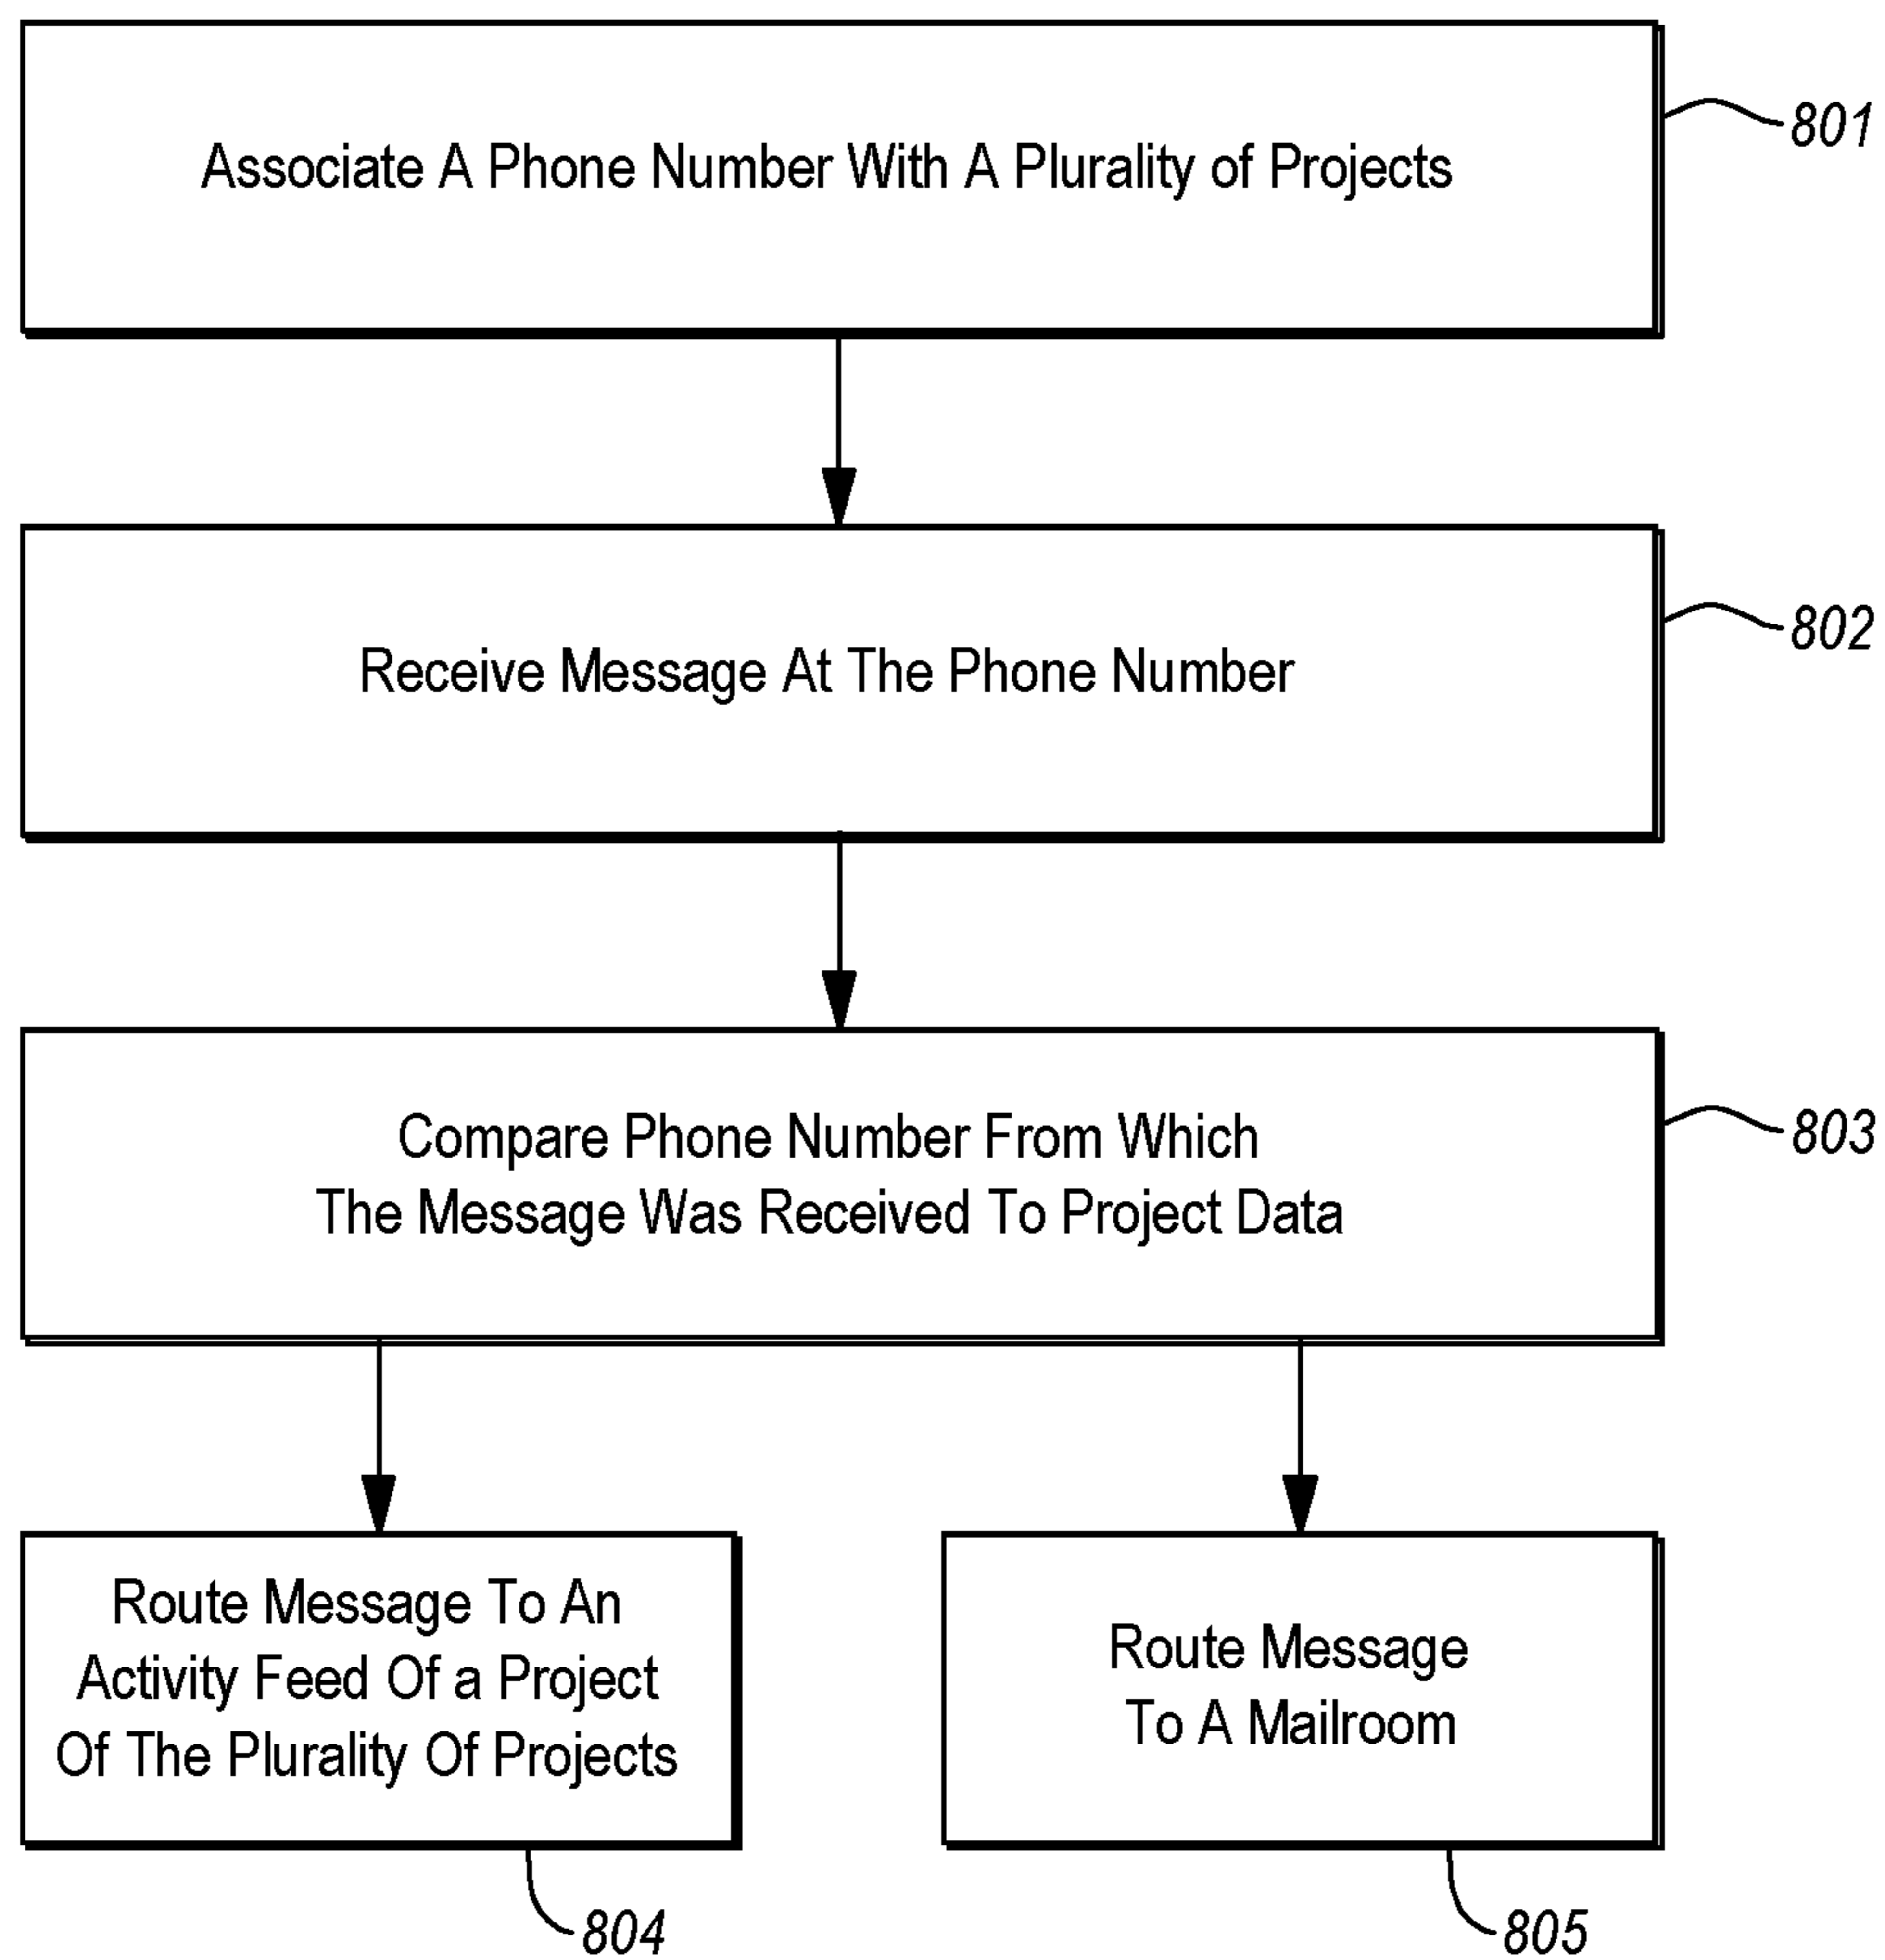 Associate A Phone Number With A Plurality of Projects
801
Receive Message At The Phone Number
802
Compare Phone Number From Which
The Message Was Received To Project Data
803
Route Message To An
Activity Feed Of a Project
Of The Plurality Of Projects
804
Route Message
To A Mailroom
805